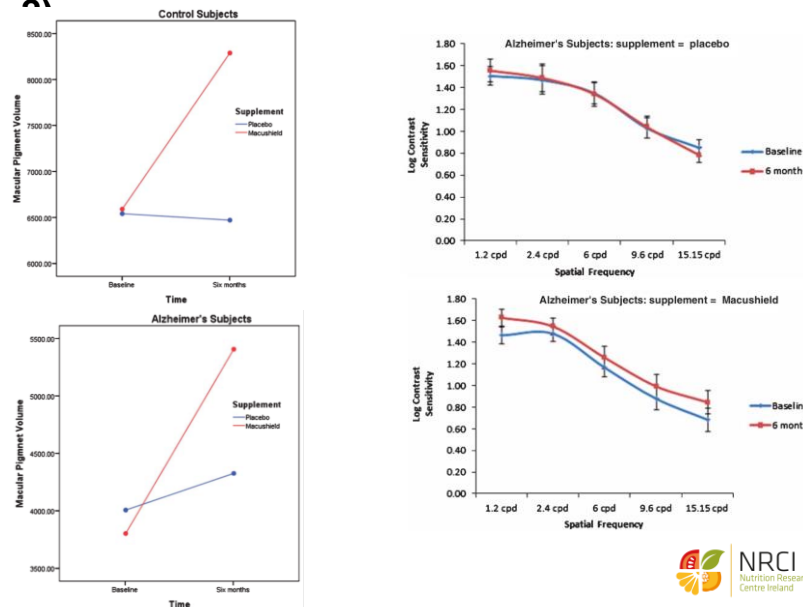 Control Subjects
Macular Pigment Volume
8500.00
8000.00
7500.00
7000.00
6500.00
6000.00
Supplement
Placebo
Macushield
Baseline
Six months
Time
Alzheimer's Subjects: supplement = placebo
Log Contrast
Sensitivity
1.80
1.60
1.40
1.20
1.00
0.80
0.60
0.40
0.20
0.00
1.2 cpd
2.4 cpd
6 cpd
9.6 cpd
15.15 cpd
Spatial Frequency
Baseline
6 month
Alzheimer's Subjects
Macular Pigmnet Volume
5500.00
5000.00
4500.00
4000.00
3500.00
Supplement
Placebo
Macushield
Baseline
Six months
Time
Alzheimer's Subjects: supplement = Macushield
Log Contrast
Sensitivity
1.80
1.60
1.40
1.20
1.00
0.80
0.60
0.40
0.20
0.00
1.2 cpd
2.4 cpd
6 cpd
9.6 cpd
15.15 cpd
Spatial Frequency
Baselin
6 mont
NRCI
Nutrition Resear
Centre Ireland